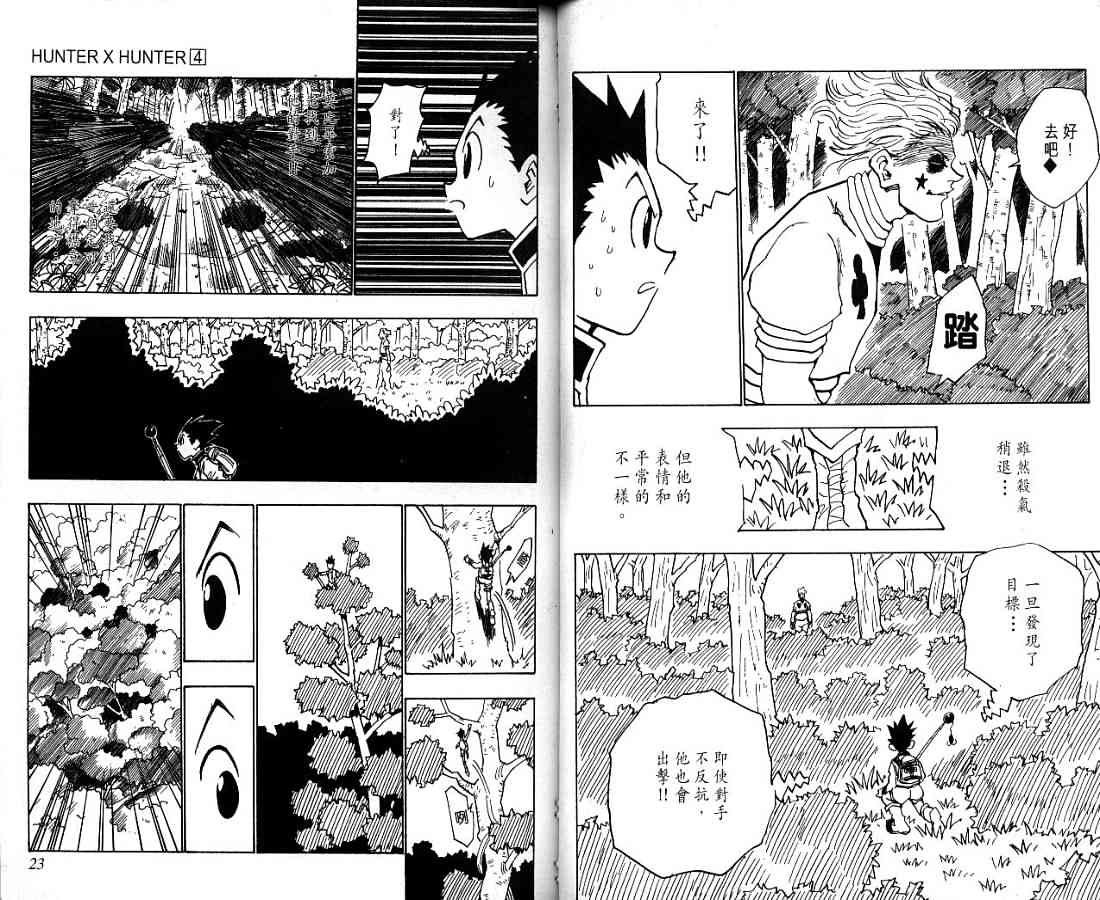 好！
去吧◆
踏
來了!!
雖然殺氣
稍退…
但他的
表情和
平常的
不一樣。
一旦發現了
目標…
即使對手
不反抗，
他也會
出擊!!
HUNTER X HUNTER 4
對了！
23